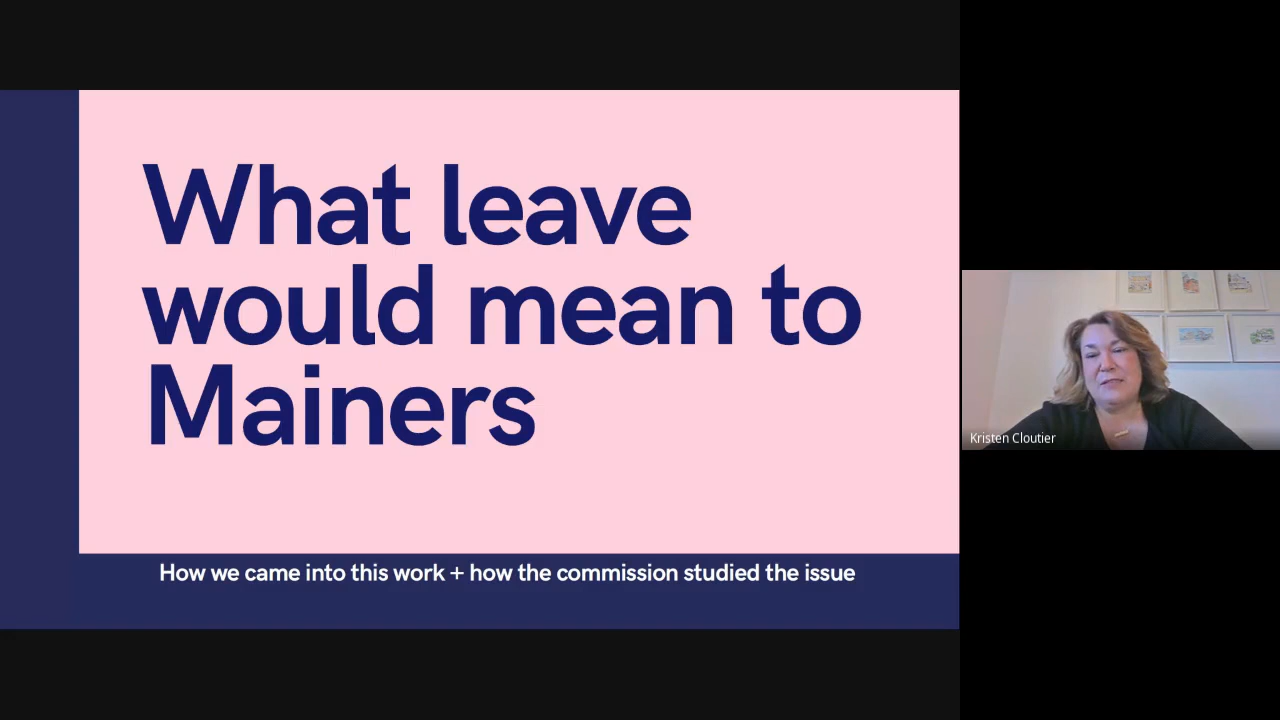 What leave
would mean to
Mainers
How we came into this work + how the commission studied the issue
Kristen Cloutier